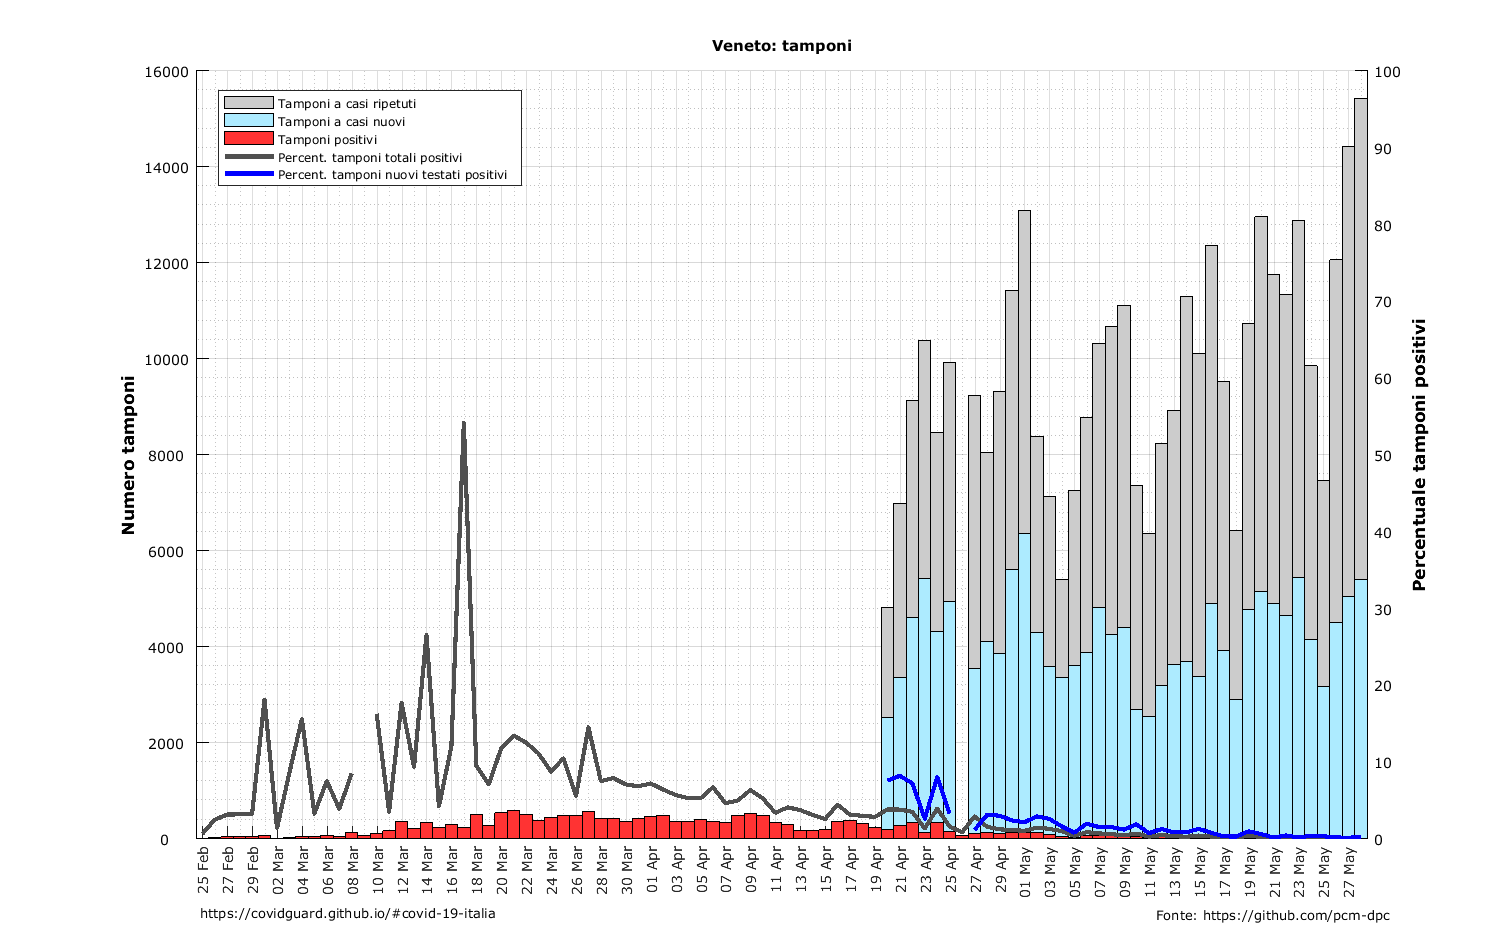 Veneto: tamponi
Tamponi a casi ripetuti
Tamponi a casi nuovi
Tamponi positivi
Percent. tamponi totali positivi
Percent. tamponi nuovi testati positivi
Numero tamponi
16000
14000
12000
10000
8000
6000
4000
2000
0
Percentuale tamponi positivi
100
90
80
70
60
50
40
30
20
10
0
25 Feb
27 Feb
29 Feb
02 Mar
04 Mar
06 Mar
08 Mar
10 Mar
12 Mar
14 Mar
16 Mar
18 Mar
20 Mar
22 Mar
24 Mar
26 Mar
28 Mar
30 Mar
01 Apr
03 Apr
05 Apr
07 Apr
09 Apr
11 Apr
13 Apr
15 Apr
17 Apr
19 Apr
21 Apr
23 Apr
25 Apr
27 Apr
29 Apr
01 May
03 May
05 May
07 May
09 May
11 May
13 May
15 May
17 May
19 May
21 May
23 May
25 May
27 May
https://covidguard.github.io/#covid-19-italia
Fonte: https://github.com/pcm-dpc